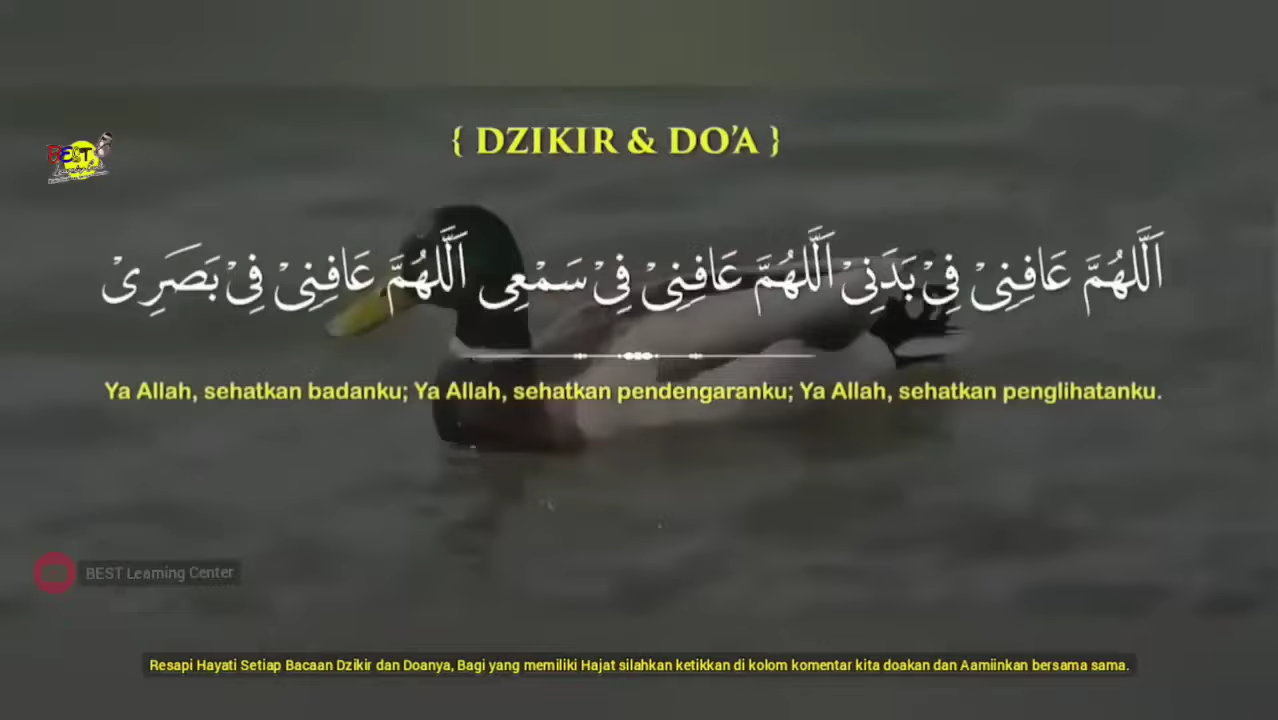 { DZIKIR & DO'A }
BEST
اَللّٰهُمَّ عَافِنِيْ فِيْ بَدَنِيْ اَللّٰهُمَّ عَافِنِيْ فِيْ سَمْعِى اَللّٰهُمَّ عَافِنِيْ فِيْ بَصَرِيْ
Ya Allah, sehatkan badanku; Ya Allah, sehatkan pendengaranku; Ya Allah, sehatkan penglihatanku.
BEST Learning Center
Resapi Hayati Setiap Bacaan Dzikir dan Doanya, Bagi yang memiliki Hajat silahkan ketikkan di kolom komentar kita doakan dan Aamiinkan bersama sama.